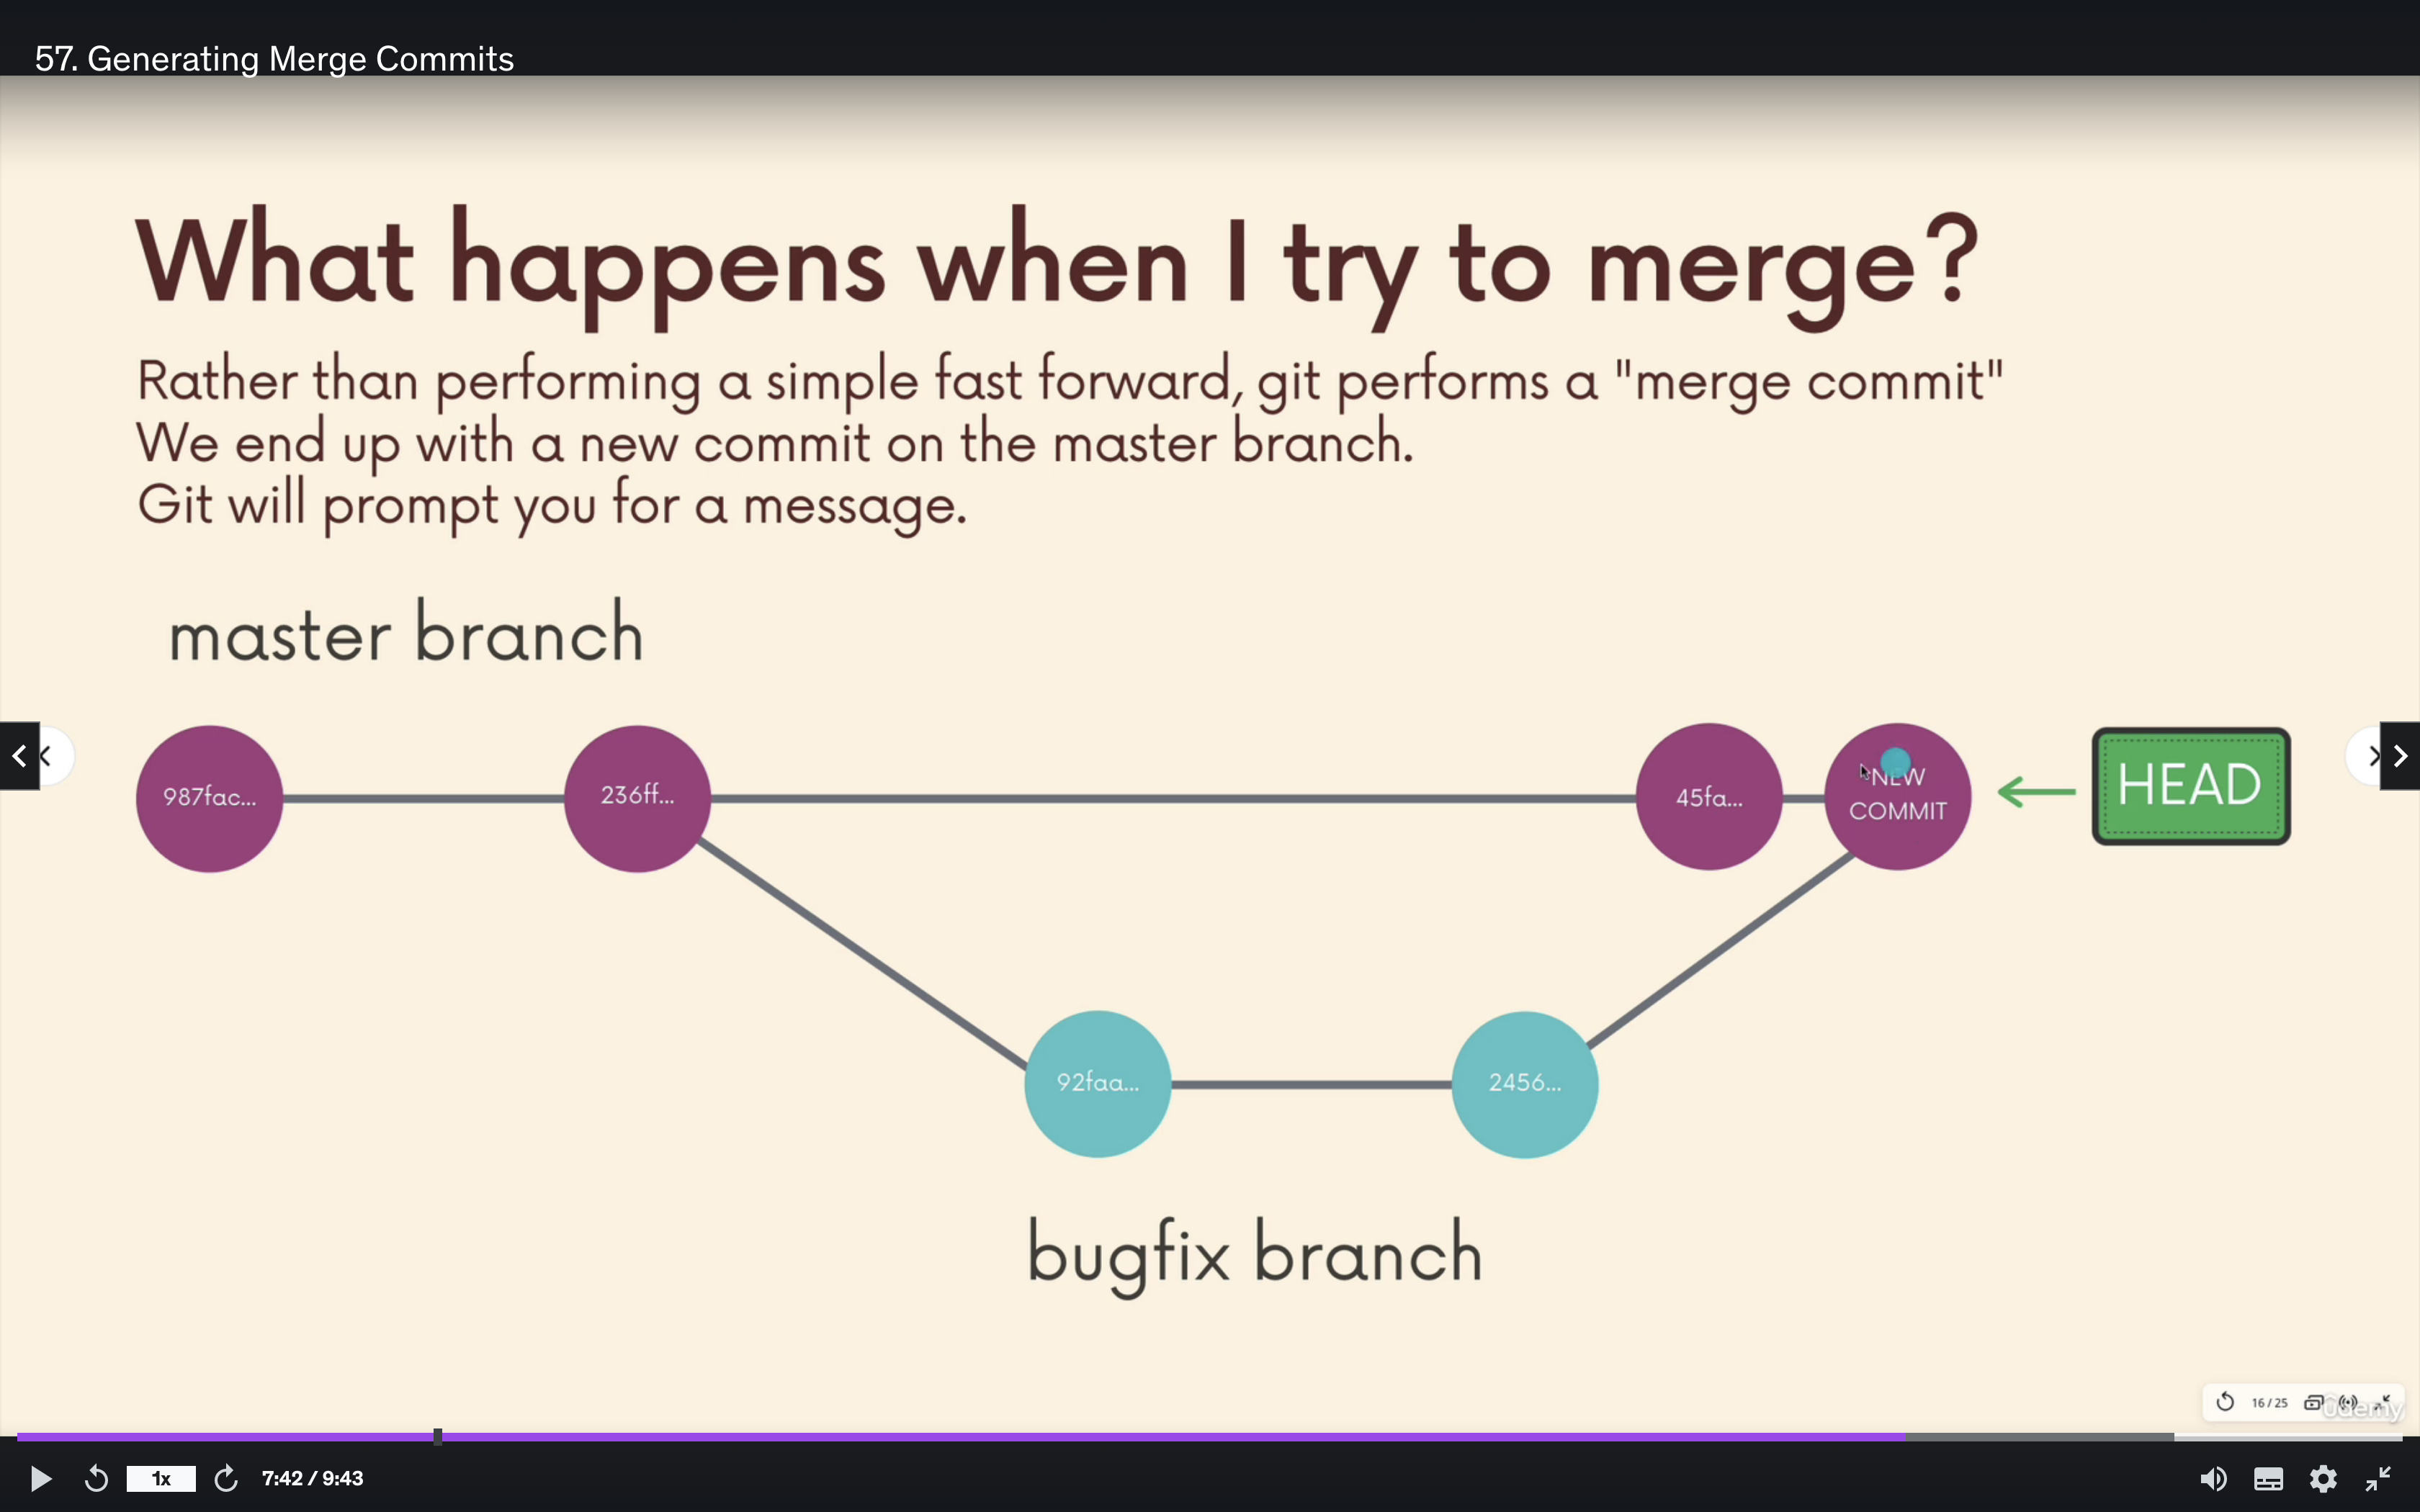 57. Generating Merge Commits
What happens when I try to merge?
Rather than performing a simple fast forward, git performs a "merge commit"
We end up with a new commit on the master branch.
Git will prompt you for a message.
master branch
987fac...
236ff...
45fa...
NEW
COMMIT
HEAD
92faa...
2456...
bugfix branch
16 / 25
ûdemy
1x
7:42 / 9:43